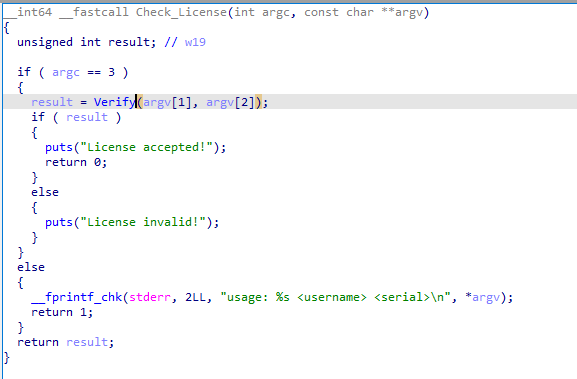 __int64 __fastcall Check_License(int argc, const char **argv)
{
unsigned int result; // w19
if ( argc == 3 )
{
result = Verify(argv[1], argv[2]);
if ( result )
{
puts("License accepted!");
return 0;
}
else
{
puts("License invalid!");
}
}
else
{
__fprintf_chk(stderr, 2LL, "usage: %s <username> <serial>\n", *argv);
return 1;
}
return result;
}